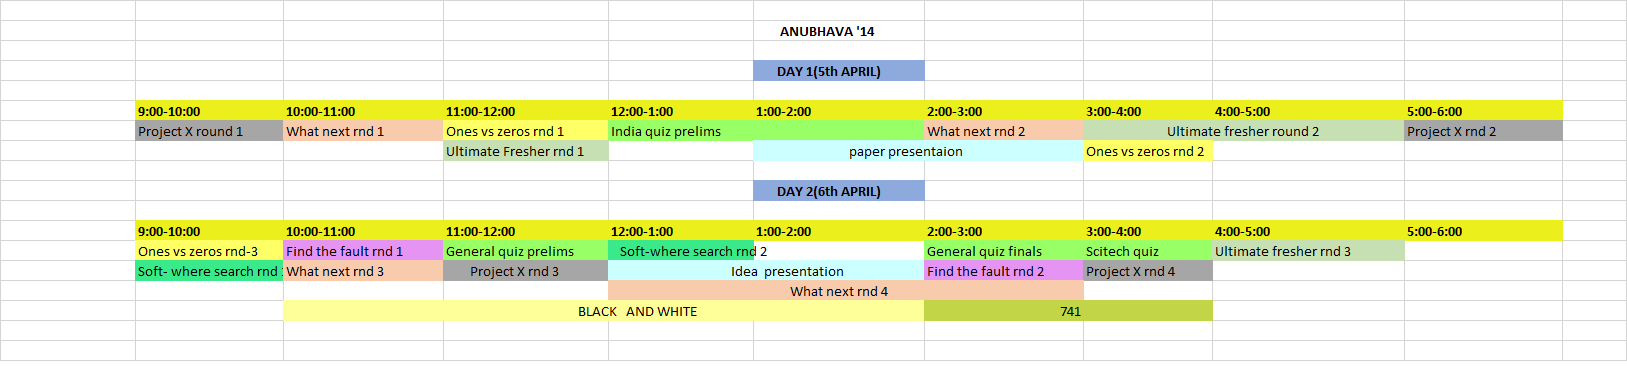 ANUBHAVA '14
DAY 1(5th APRIL)
9:00-10:00 10:00-11:00 11:00-12:00 12:00-1:00 1:00-2:00 2:00-3:00 3:00-4:00 4:00-5:00 5:00-6:00
Project X round 1 What next rnd 1 Ones vs zeros rnd 1 India quiz prelims What next rnd 2 Ultimate fresher round 2 Project X rnd 2
Ultimate Fresher rnd 1 paper presentaion Ones vs zeros rnd 2
DAY 2(6th APRIL)
9:00-10:00 10:00-11:00 11:00-12:00 12:00-1:00 1:00-2:00 2:00-3:00 3:00-4:00 4:00-5:00 5:00-6:00
Ones vs zeros rnd-3 Find the fault rnd 1 General quiz prelims Soft-where search rnd 2 General quiz finals Scitech quiz Ultimate fresher rnd 3
Soft- where search rnd What next rnd 3 Project X rnd 3 Idea presentation Find the fault rnd 2 Project X rnd 4
What next rnd 4
BLACK AND WHITE 741